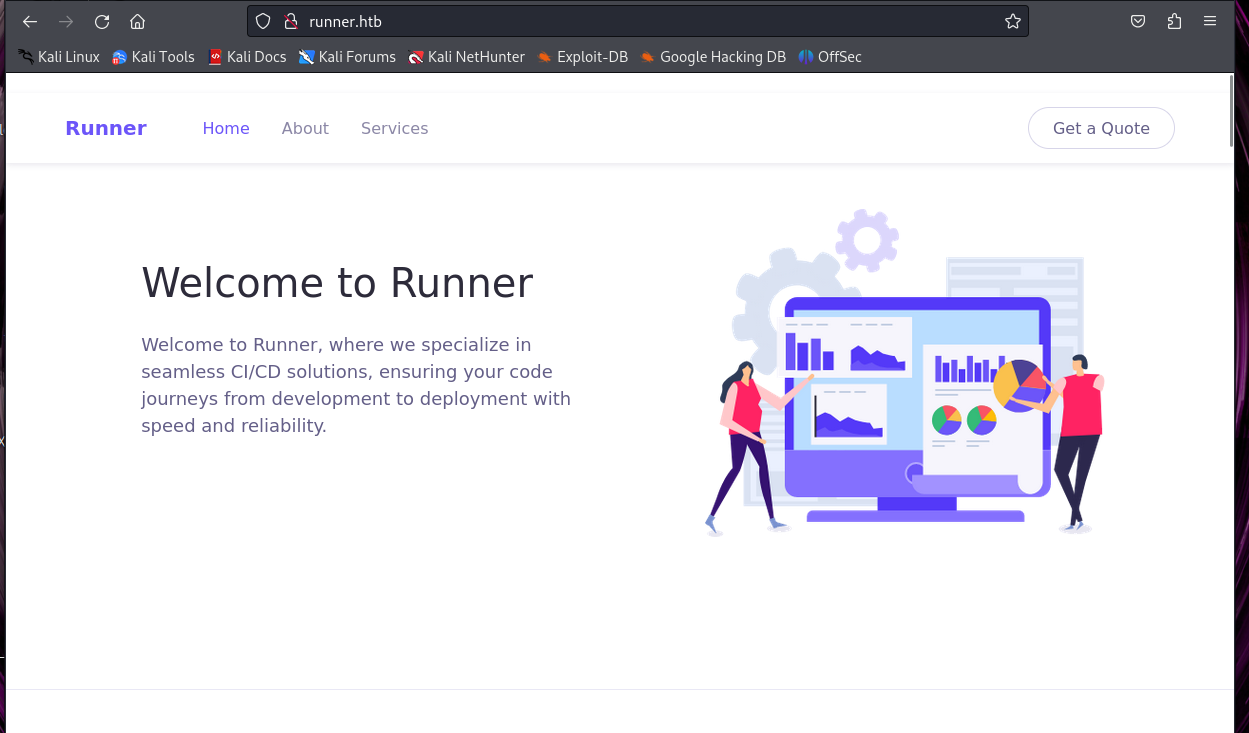 runner.htb
Kali Linux Kali Tools Kali Docs Kali Forums Kali NetHunter Exploit-DB Google Hacking DB OffSec
Runner Home About Services Get a Quote
Welcome to Runner
Welcome to Runner, where we specialize in
seamless CI/CD solutions, ensuring your code
journeys from development to deployment with
speed and reliability.